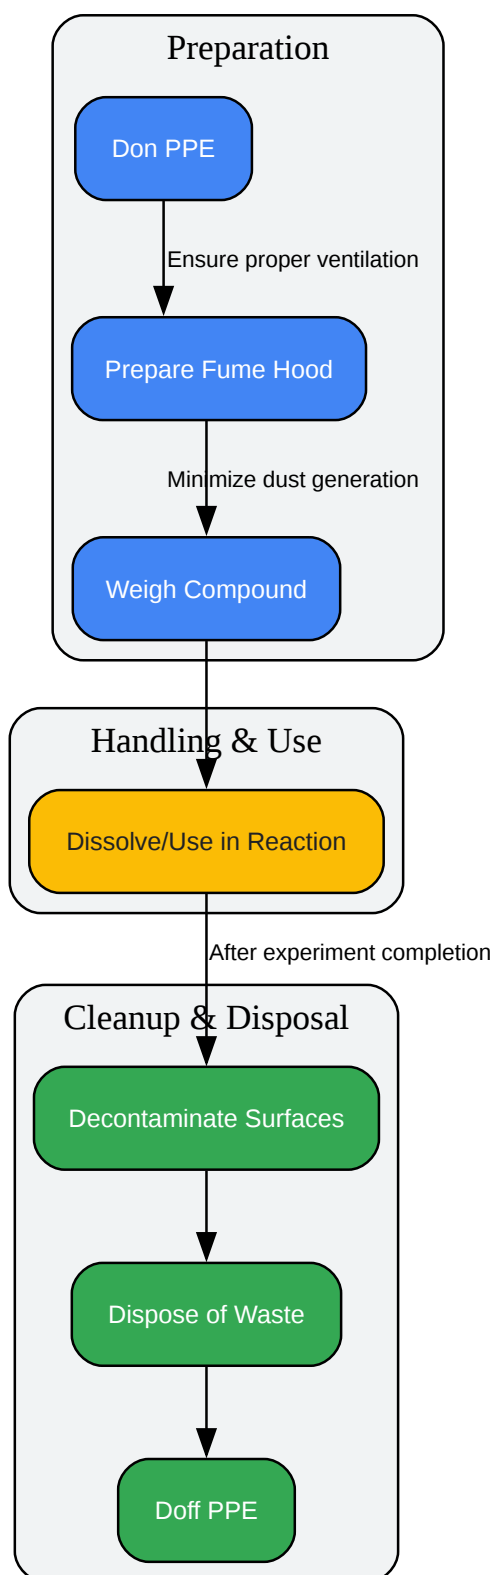 Preparation
Don PPE
Ensure proper ventilation
Prepare Fume Hood
Minimize dust generation
Weigh Compound
Handling & Use
Dissolve/Use in Reaction
After experiment completion
Cleanup & Disposal
Decontaminate Surfaces
Dispose of Waste
Doff PPE